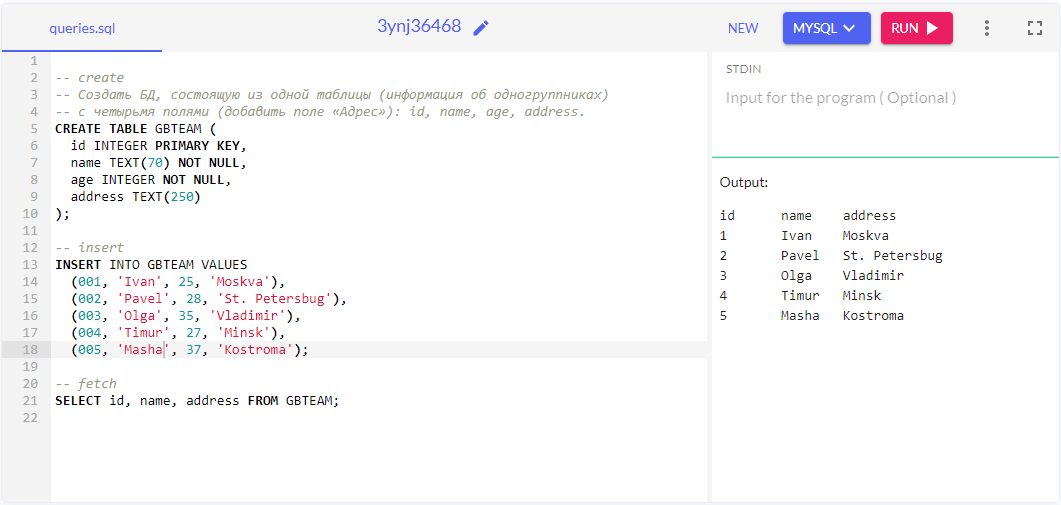 queries.sql
3ynj36468
NEW
MYSQL
RUN
1
2 -- create
3 -- Создать БД, состоящую из одной таблицы (информация об одногруппниках)
4 -- с четырьмя полями (добавить поле «Адрес»): id, name, age, address.
5 CREATE TABLE GBTEAM (
6 id INTEGER PRIMARY KEY,
7 name TEXT(70) NOT NULL,
8 age INTEGER NOT NULL,
9 address TEXT(250)
10 );
11
12 -- insert
13 INSERT INTO GBTEAM VALUES
14 (001, 'Ivan', 25, 'Moskva'),
15 (002, 'Pavel', 28, 'St. Petersbug'),
16 (003, 'Olga', 35, 'Vladimir'),
17 (004, 'Timur', 27, 'Minsk'),
18 (005, 'Masha', 37, 'Kostroma');
19
20 -- fetch
21 SELECT id, name, address FROM GBTEAM;
22
STDIN
Input for the program ( Optional )
Output:
id name address
1 Ivan Moskva
2 Pavel St. Petersbug
3 Olga Vladimir
4 Timur Minsk
5 Masha Kostroma